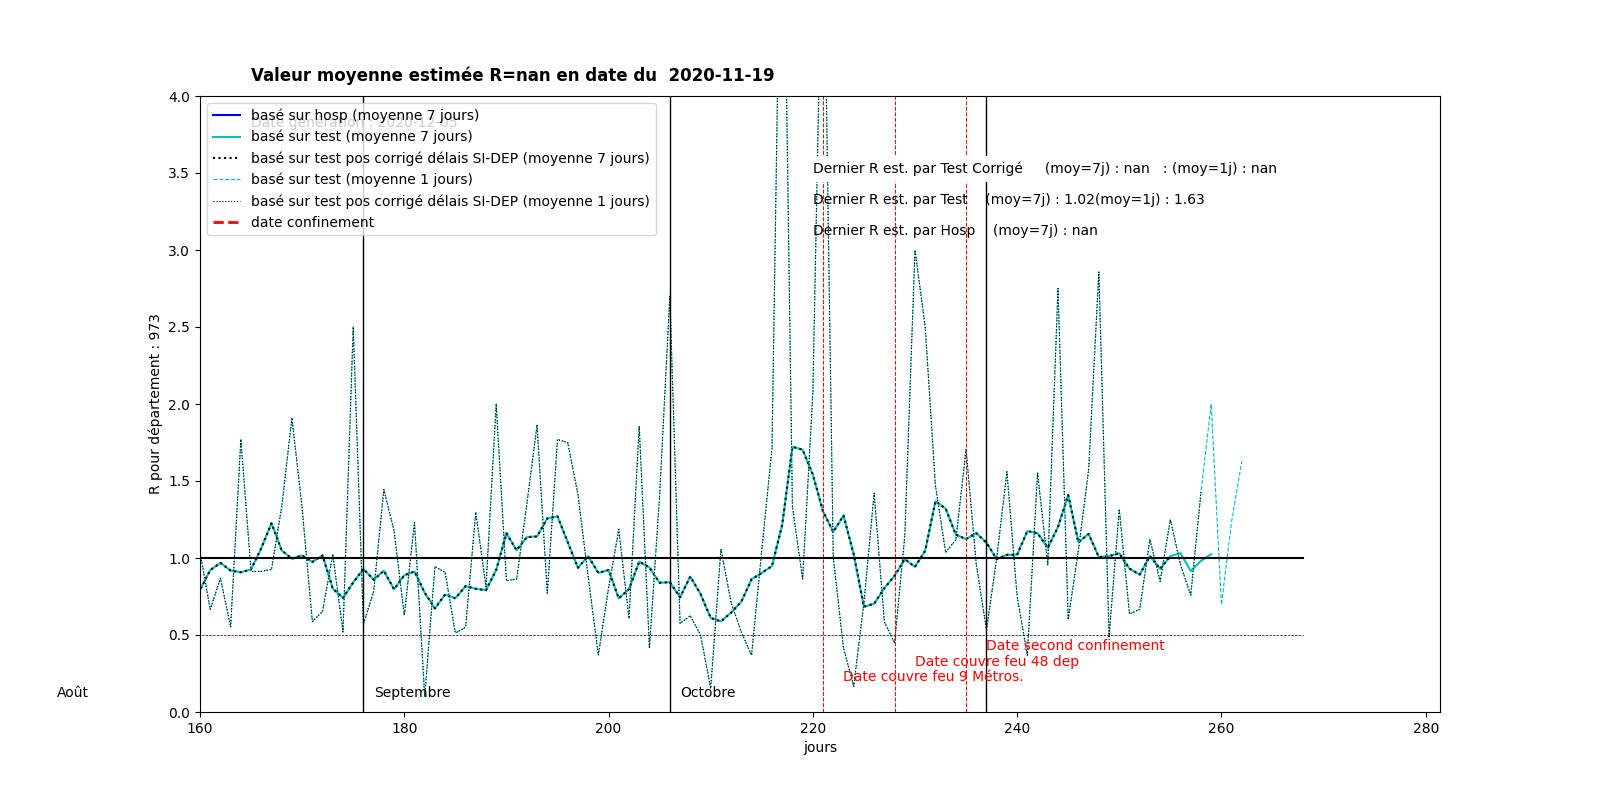 Valeur moyenne estimée R=nan en date du  2020-11-19
Date génération : 2020-12-05
basé sur hosp (moyenne 7 jours)
basé sur test (moyenne 7 jours)
basé sur test pos corrigé délais SI-DEP (moyenne 7 jours)
basé sur test (moyenne 1 jours)
basé sur test pos corrigé délais SI-DEP (moyenne 1 jours)
date confinement
Dernier R est. par Test Corrigé     (moy=7j) : nan   : (moy=1j) : nan
Dernier R est. par Test    (moy=7j) : 1.02(moy=1j) : 1.63
Dernier R est. par Hosp    (moy=7j) : nan
R pour département : 973
4.0
3.5
3.0
2.5
2.0
1.5
1.0
0.5
0.0
Date second confinement
Date couvre feu 48 dep
Date couvre feu 9 Métros.
Août
Septembre
Octobre
160
180
200
220
240
260
280
jours